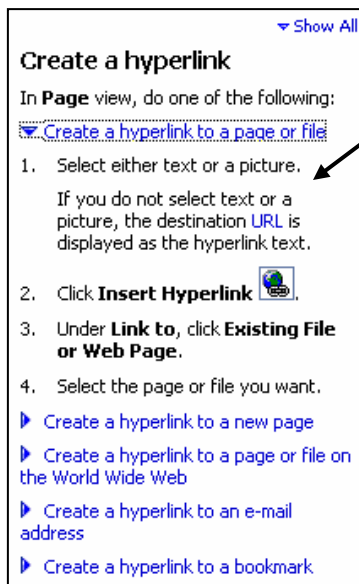 Show All
Create a hyperlink
In Page view, do one of the following:
Create a hyperlink to a page or file
1. Select either text or a picture.
If you do not select text or a
picture, the destination URL is
displayed as the hyperlink text.
2. Click Insert Hyperlink .
3. Under Link to, click Existing File
or Web Page.
4. Select the page or file you want.
Create a hyperlink to a new page
Create a hyperlink to a page or file on
the World Wide Web
Create a hyperlink to an e-mail
address
Create a hyperlink to a bookmark